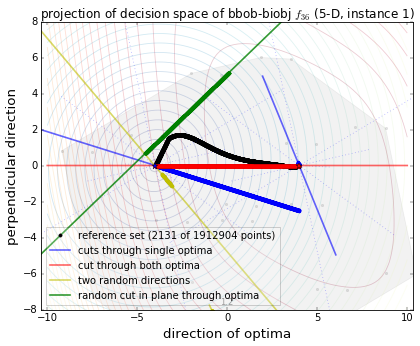 projection of decision space of bbob-biobj f36 (5-D, instance 1)
perpendicular direction
8
6
4
2
0
−2
−4
−6
−8
reference set (2131 of 1912904 points)
cuts through single optima
cut through both optima
two random directions
random cut in plane through optima
−10
−5
0
5
10
direction of optima